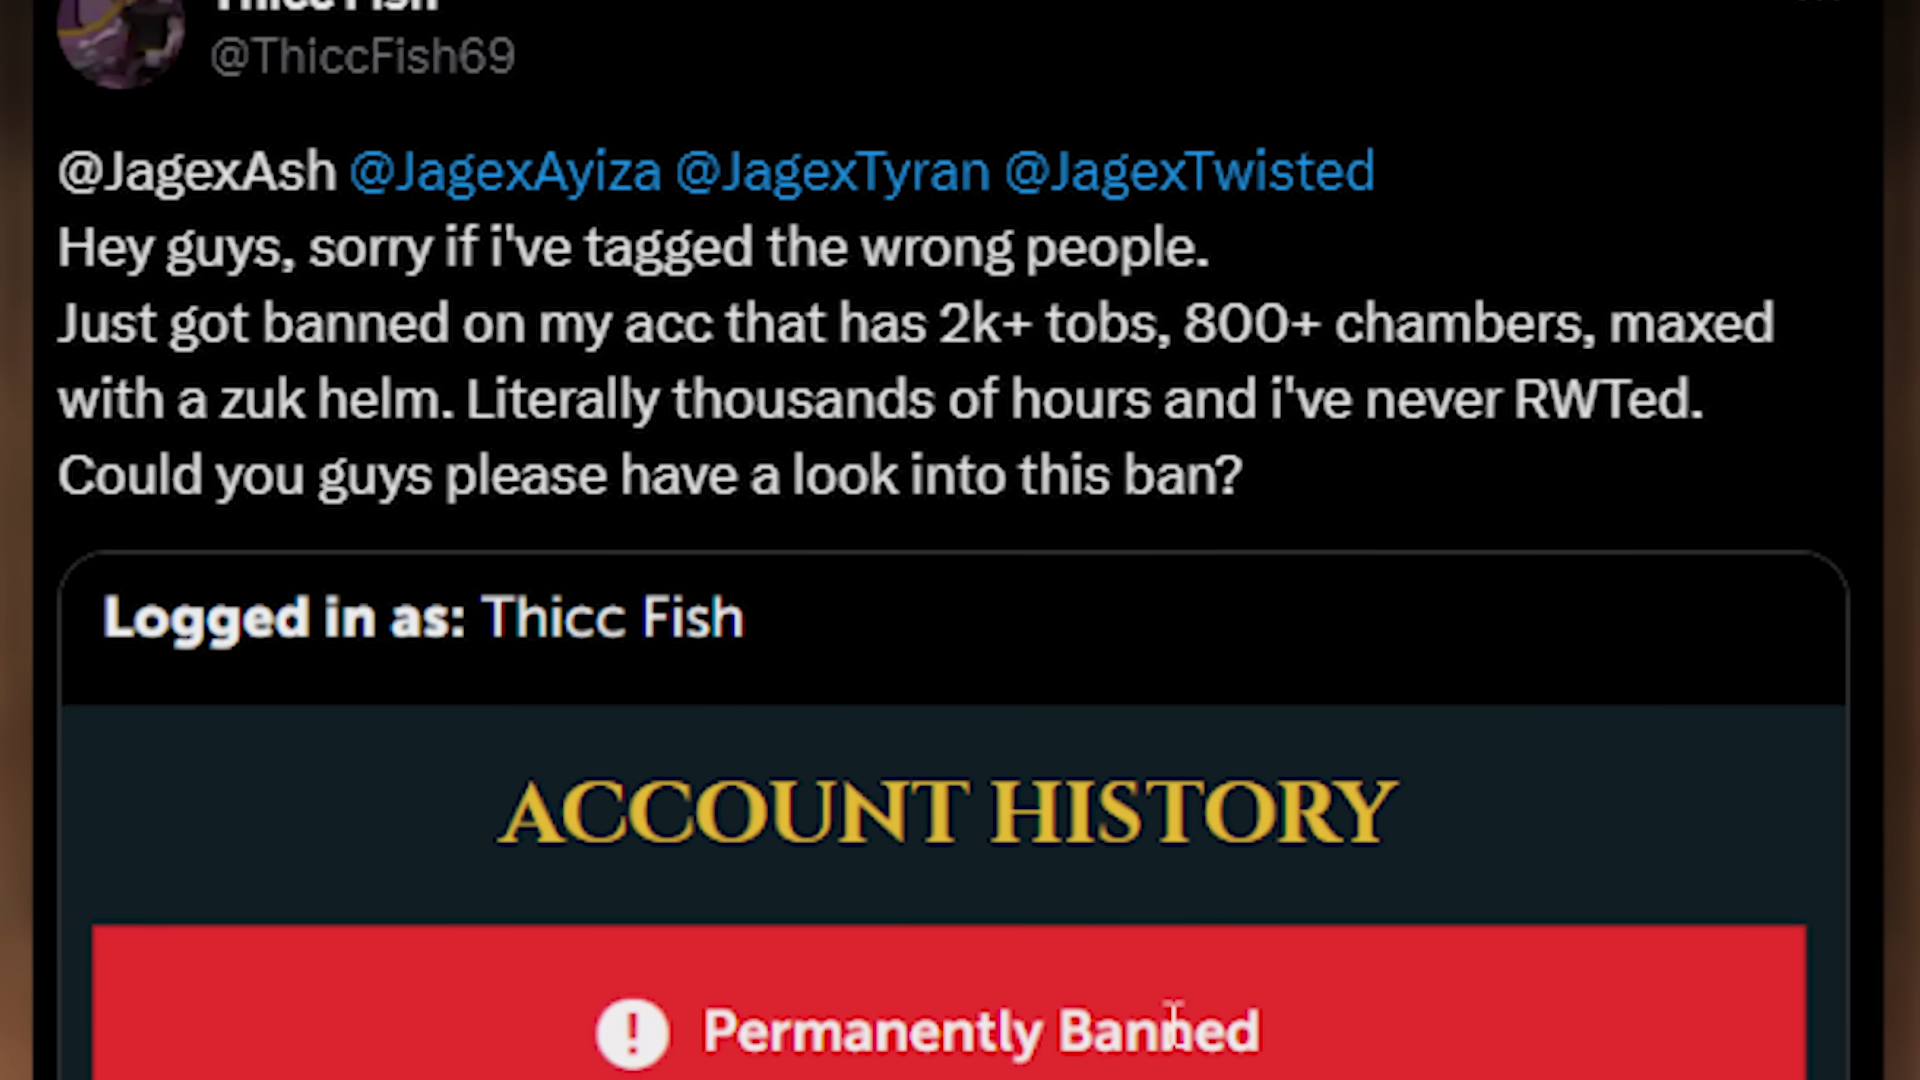 Thicc Fish
@ThiccFish69
@JagexAsh @JagexAyiza @JagexTyran @JagexTwisted
Hey guys, sorry if i've tagged the wrong people.
Just got banned on my acc that has 2k+ tobs, 800+ chambers, maxed
with a zuk helm. Literally thousands of hours and i've never RWTed.
Could you guys please have a look into this ban?
Logged in as: Thicc Fish
ACCOUNT HISTORY
! Permanently Banned